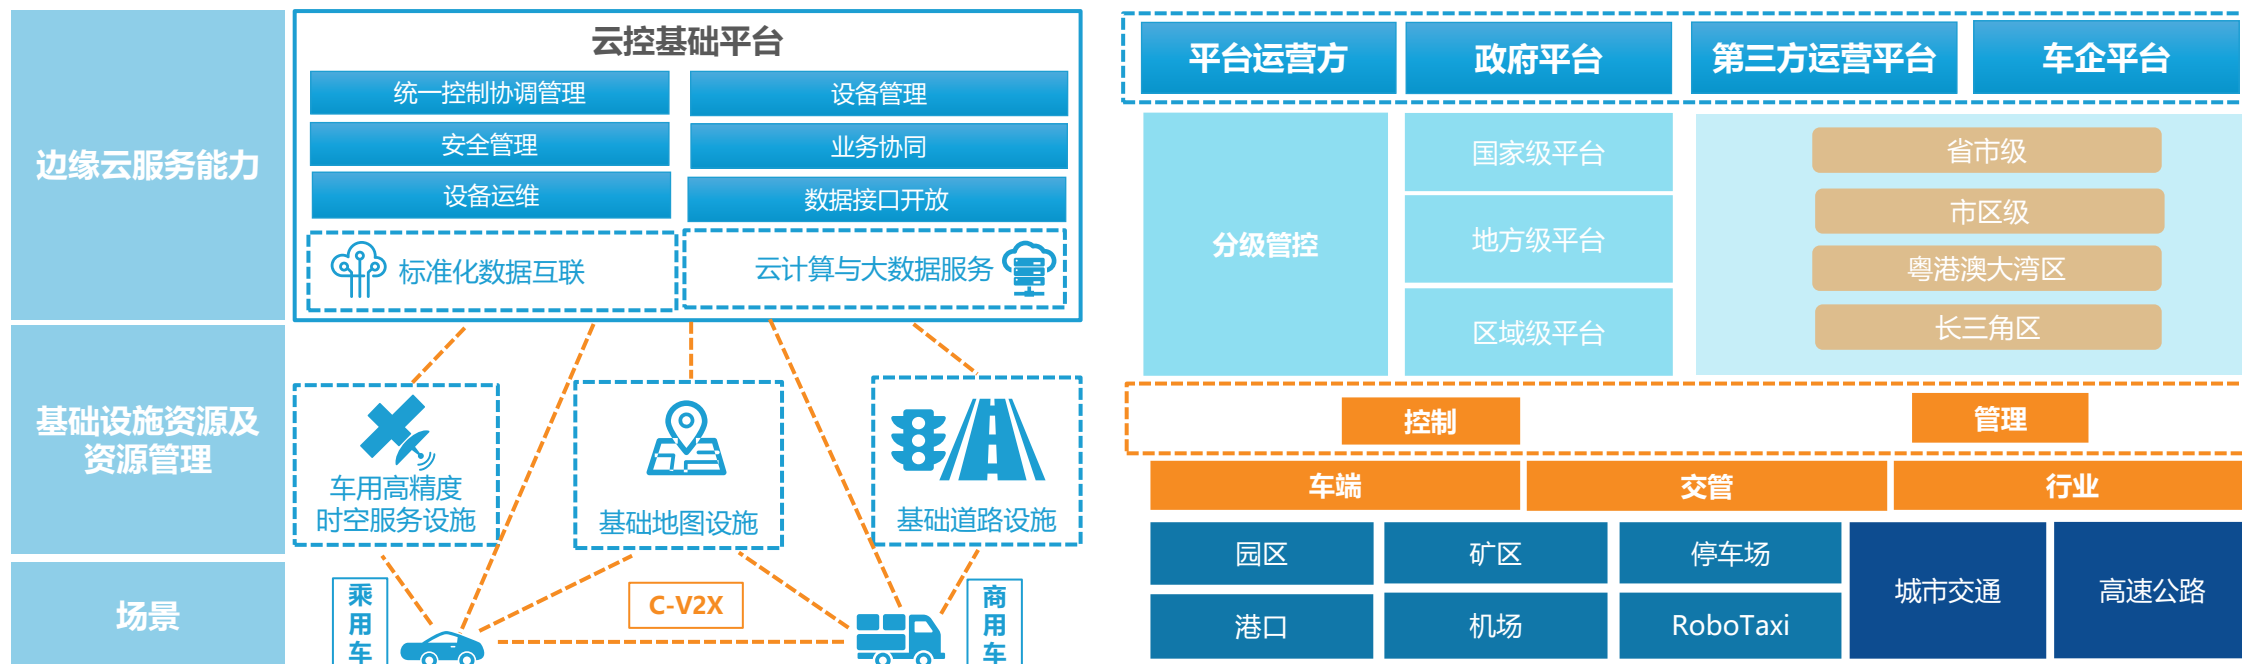 边缘云服务能力
云控基础平台
统一控制协调管理
设备管理
安全管理
业务协同
设备运维
数据接口开放
标准化数据互联
云计算与大数据服务
基础设施资源及
资源管理
车用高精度
时空服务设施
基础地图设施
基础道路设施
场景
乘用车
C-V2X
商用车
平台运营方
政府平台
第三方运营平台
车企平台
分级管控
国家级平台
地方级平台
区域级平台
省市级
市区级
粤港澳大湾区
长三角区
控制
管理
车端
交管
行业
园区
矿区
停车场
城市交通
高速公路
港口
机场
RoboTaxi